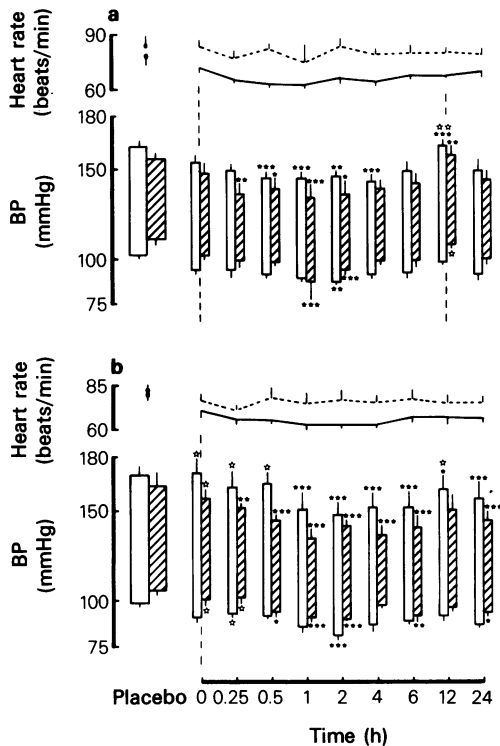 a
Heart rate
(beats/min)
90
60
BP
(mmHg)
180
150
100
75
b
Heart rate
(beats/min)
85
60
BP
(mmHg)
180
150
100
75
Placebo 0 0.25 0.5 1 2 4 6 12 24
Time (h)